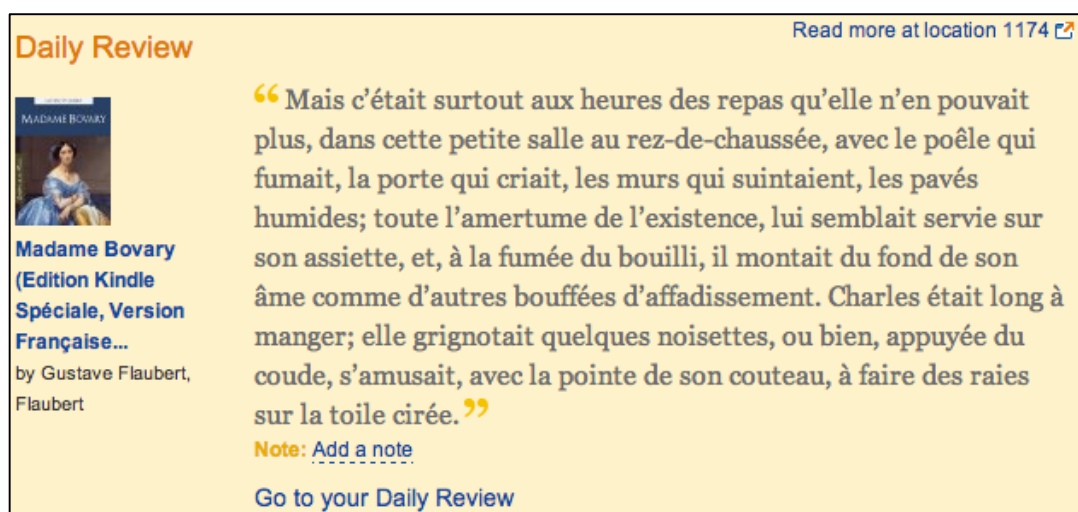 Read more at location 1174
Daily Review
MADAME BOVARY
Madame Bovary
(Edition Kindle
Spéciale, Version
Française...
by Gustave Flaubert,
Flaubert
“Mais c’était surtout aux heures des repas qu’elle n’en pouvait
plus, dans cette petite salle au rez-de-chaussée, avec le poêle qui
fumait, la porte qui criait, les murs qui suintaient, les pavés
humides; toute l’amertume de l’existence, lui semblait servie sur
son assiette, et, à la fumée du bouilli, il montait du fond de son
âme comme d’autres bouffées d’affadissement. Charles était long à
manger; elle grignotait quelques noisettes, ou bien, appuyée du
coude, s’amusait, avec la pointe de son couteau, à faire des raies
sur la toile cirée.”
Note: Add a note
Go to your Daily Review